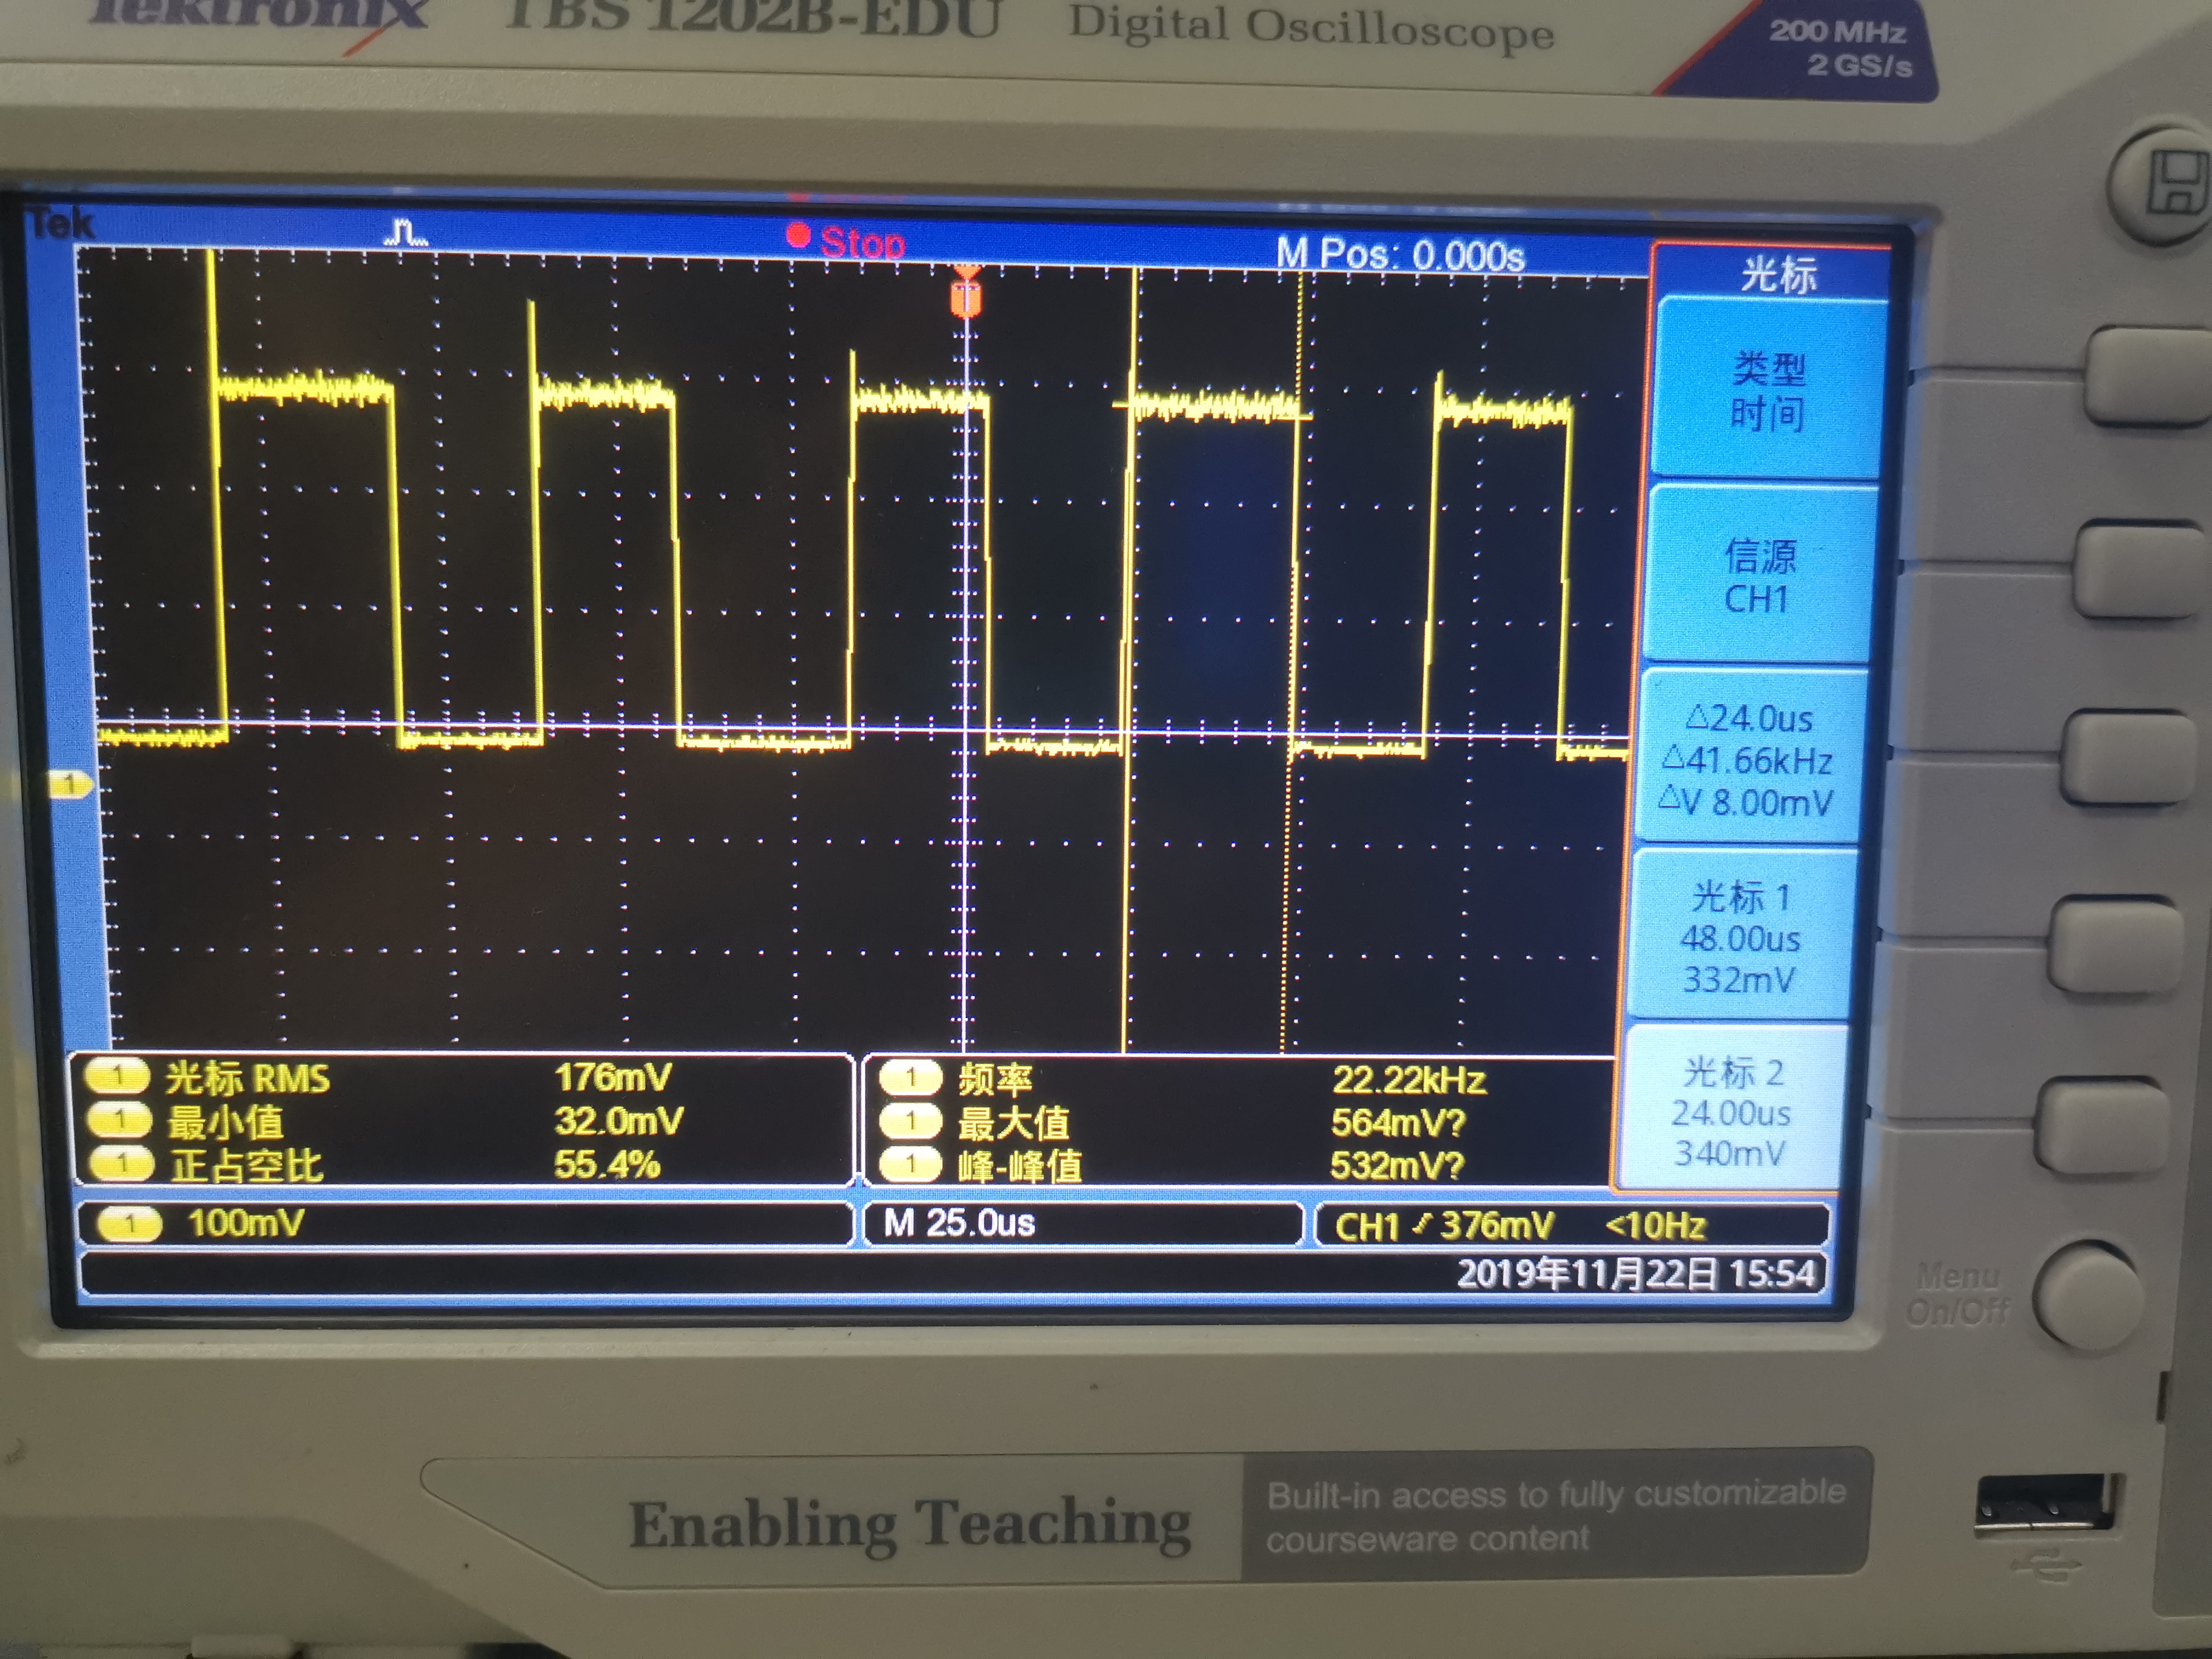 Tektronix TBS 1202B-EDU Digital Oscilloscope
200 MHz
2 GS/s
Tek
Stop
M Pos: 0.000s
光标
类型
时间
信源
CH1
△24.0us
△41.66kHz
△V 8.00mV
光标 1
48.00us
332mV
光标 2
24.00us
340mV
1
1 光标 RMS 176mV
1 最小值 32.0mV
1 正占空比 55.4%
1 频率 22.22kHz
1 最大值 564mV?
1 峰-峰值 532mV?
1 100mV
M 25.0us
CH1 376mV <10Hz
2019年11月22日 15:54
Menu
On/Off
Enabling Teaching
Built-in access to fully customizable
courseware content